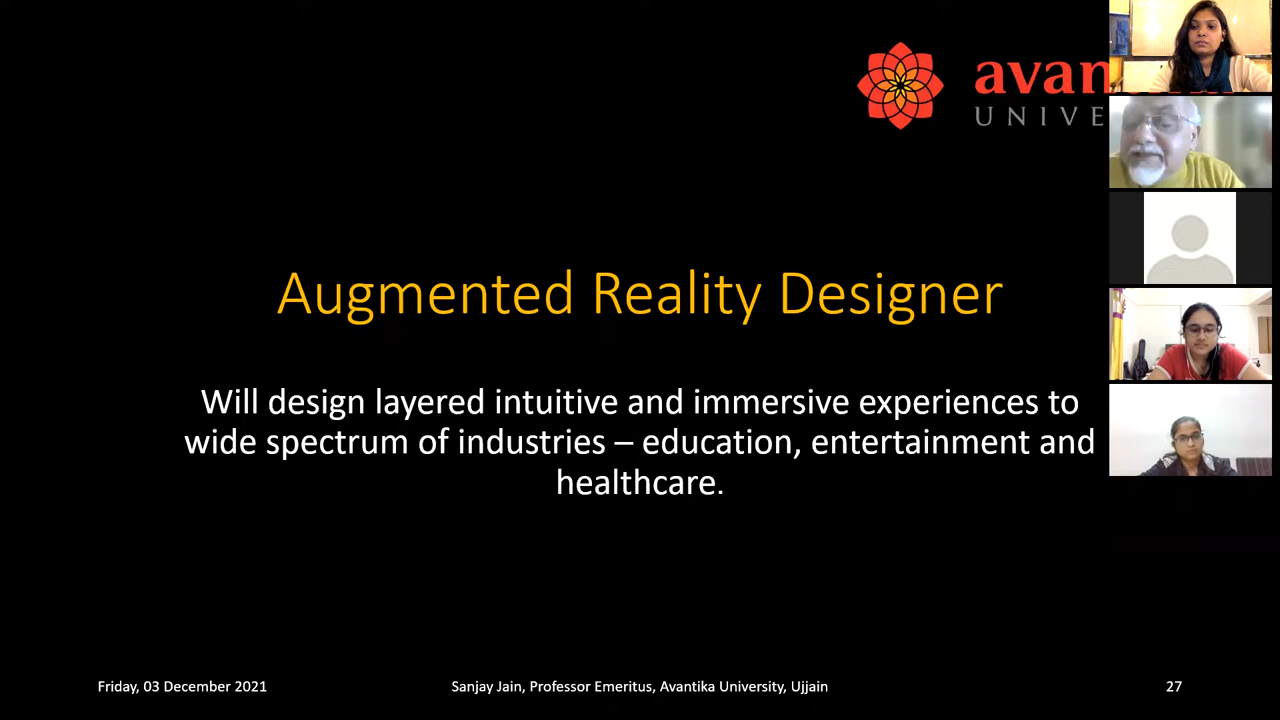 UNIVE
Augmented Reality Designer
Will design layered intuitive and immersive experiences to
wide spectrum of industries – education, entertainment and
healthcare.
Friday, 03 December 2021
Sanjay Jain, Professor Emeritus, Avantika University, Ujjain
27